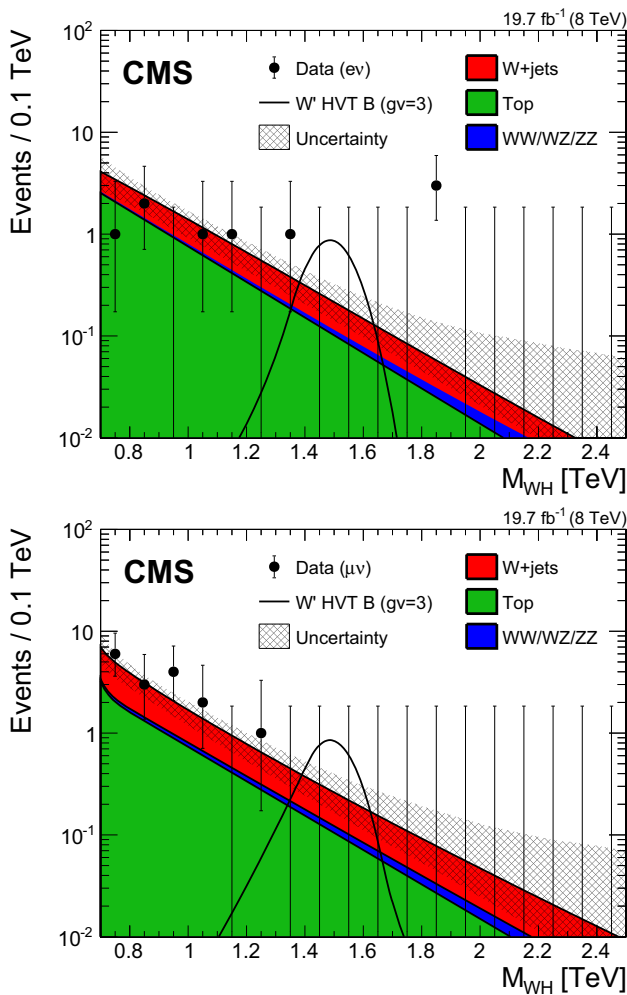 19.7 fb⁻¹ (8 TeV)
10²
CMS
Data (eν)
W+jets
W' HVT B (gv=3)
Top
Uncertainty
WW/WZ/ZZ
10
1
10⁻¹
10⁻²
Events / 0.1 TeV
0.8 1 1.2 1.4 1.6 1.8 2 2.2 2.4
M_WH [TeV]
19.7 fb⁻¹ (8 TeV)
10²
CMS
Data (μν)
W+jets
W' HVT B (gv=3)
Top
Uncertainty
WW/WZ/ZZ
10
1
10⁻¹
10⁻²
Events / 0.1 TeV
0.8 1 1.2 1.4 1.6 1.8 2 2.2 2.4
M_WH [TeV]